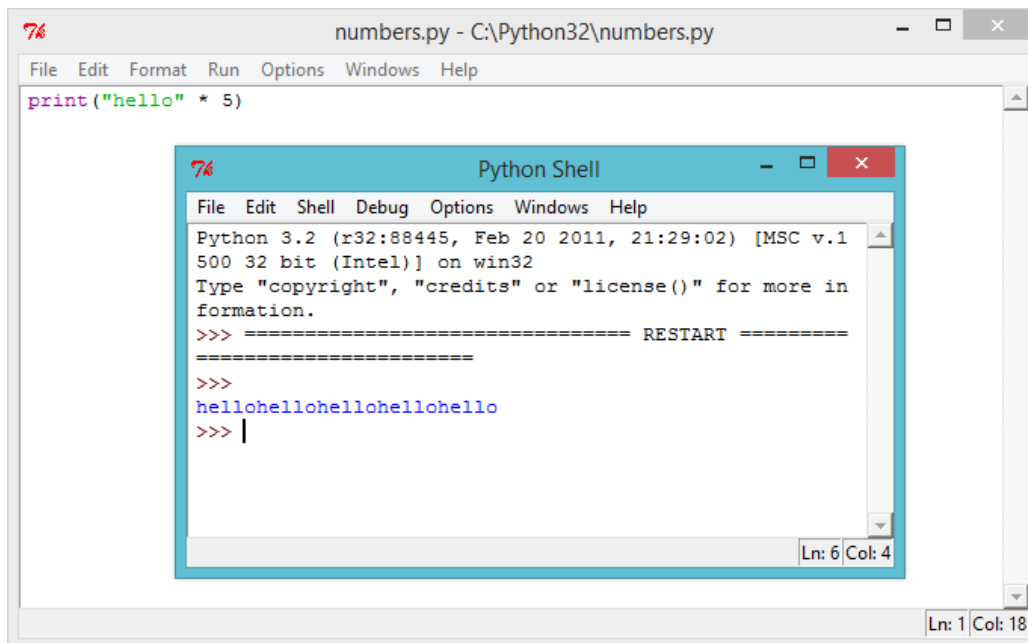 numbers.py - C:\Python32\numbers.py
File Edit Format Run Options Windows Help
print("hello" * 5)
Python Shell
File Edit Shell Debug Options Windows Help
Python 3.2 (r32:88445, Feb 20 2011, 21:29:02) [MSC v.1
500 32 bit (Intel)] on win32
Type "copyright", "credits" or "license()" for more in
formation.
>>> ================================ RESTART =========
=======================
>>>
hellohellohellohellohello
>>>
Ln: 6 Col: 4
Ln: 1 Col: 18